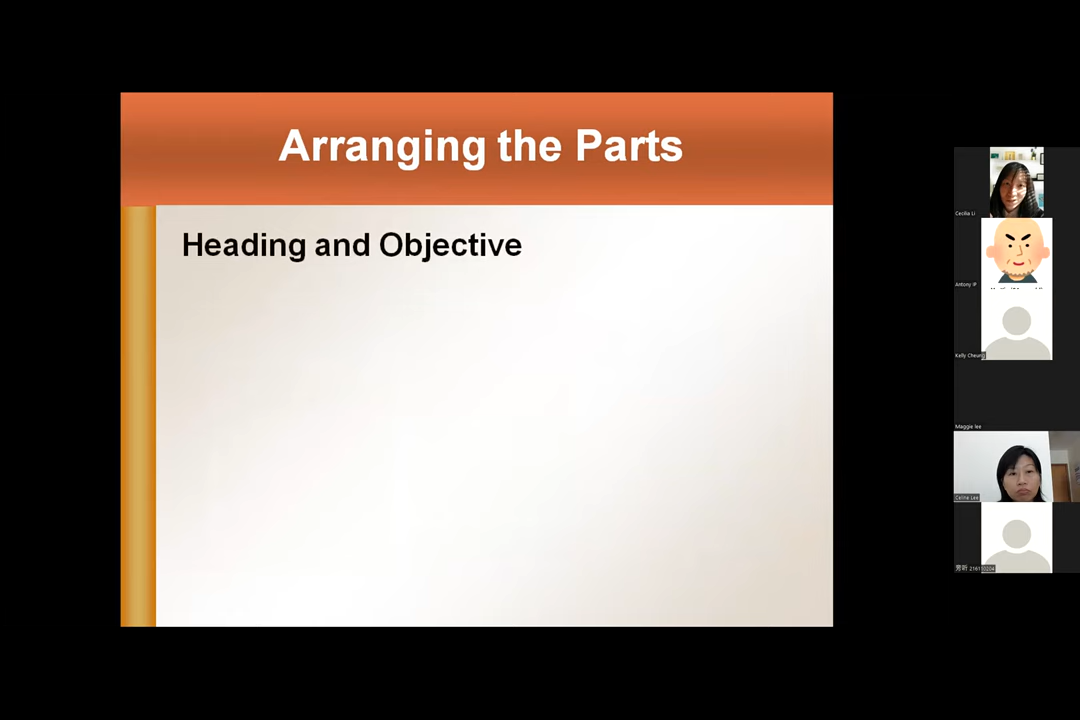 Arranging the Parts
Heading and Objective
Cecilia Li
Antony IP
Kelly Cheung
Maggie lee
Celine Lee